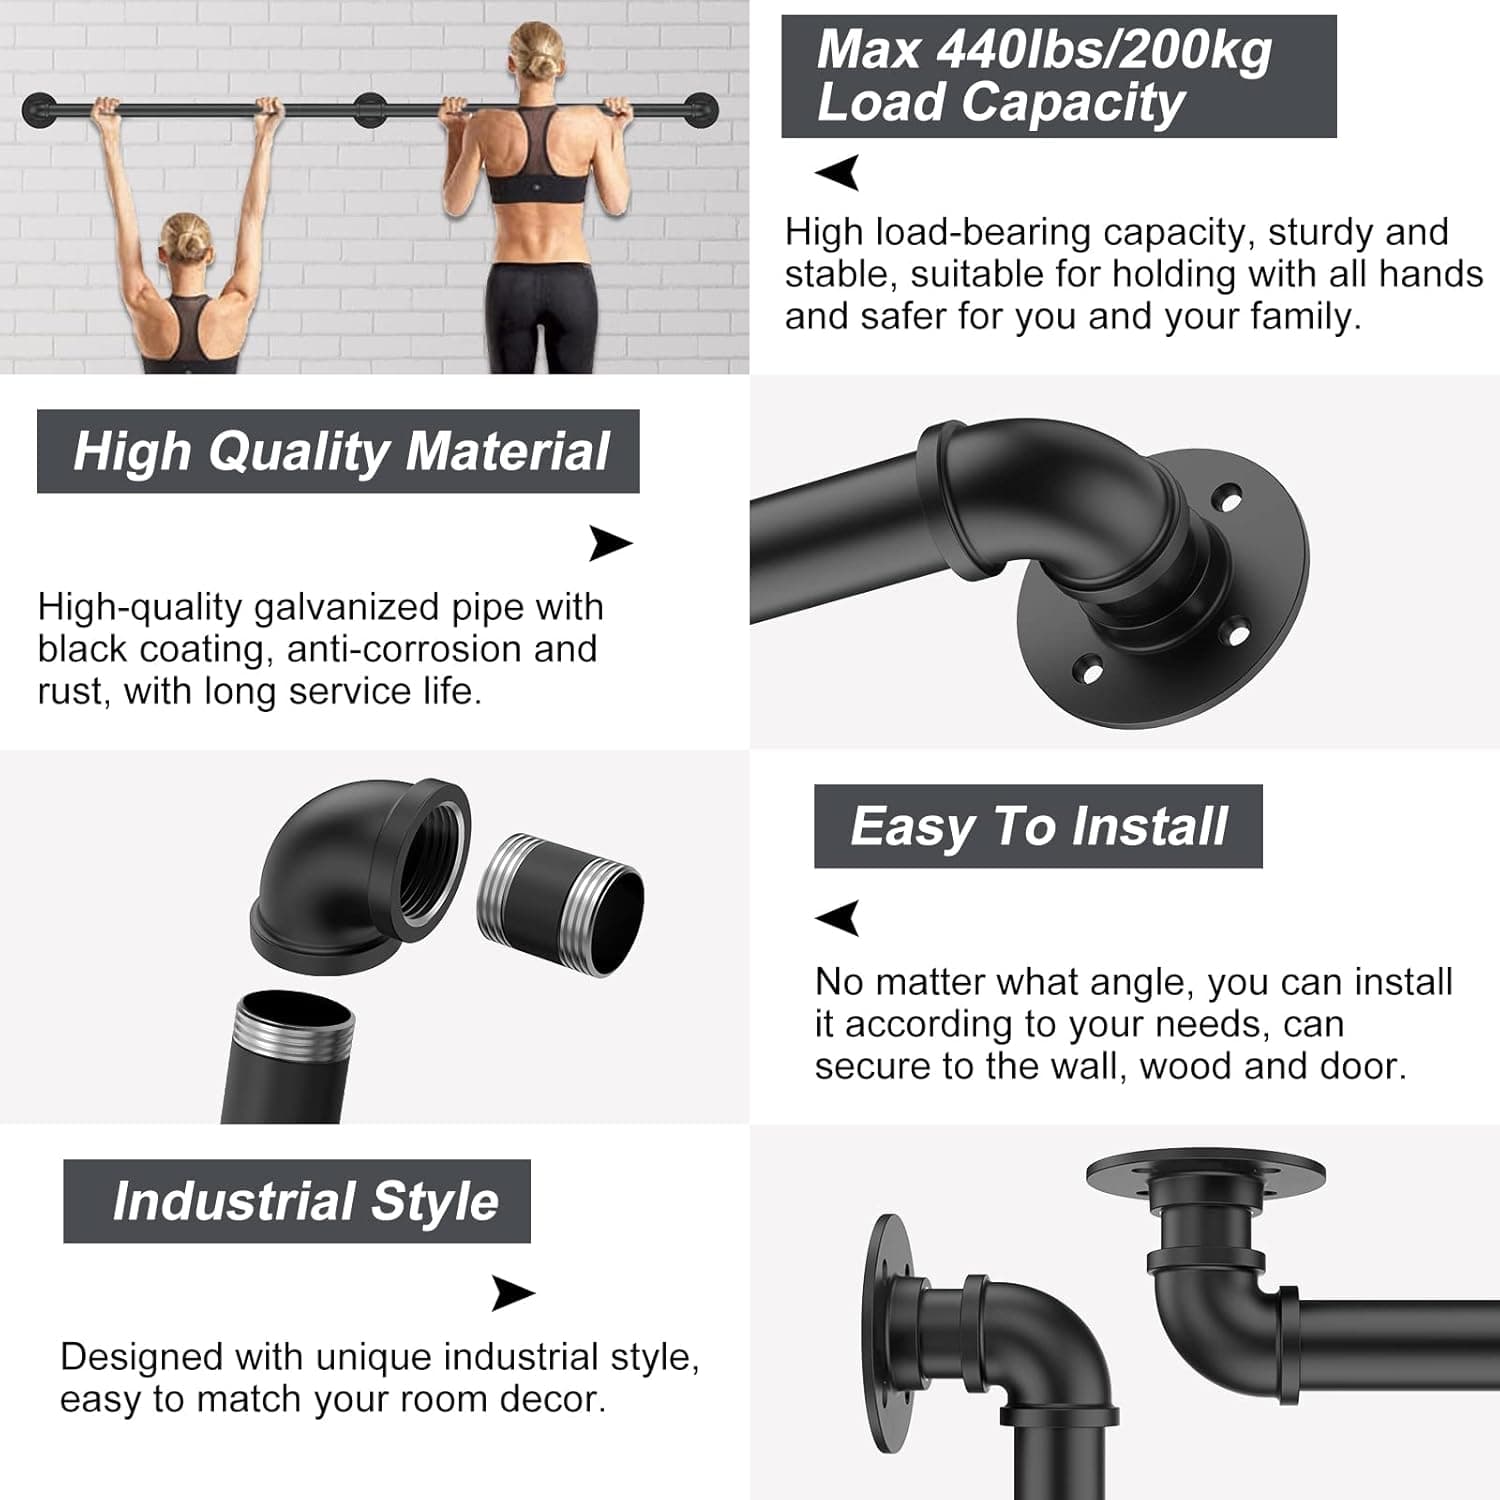 Max 440lbs/200kg
Load Capacity
High load-bearing capacity, sturdy and
stable, suitable for holding with all hands
and safer for you and your family.
High Quality Material
High-quality galvanized pipe with
black coating, anti-corrosion and
rust, with long service life.
Easy To Install
No matter what angle, you can install
it according to your needs, can
secure to the wall, wood and door.
Industrial Style
Designed with unique industrial style,
easy to match your room decor.